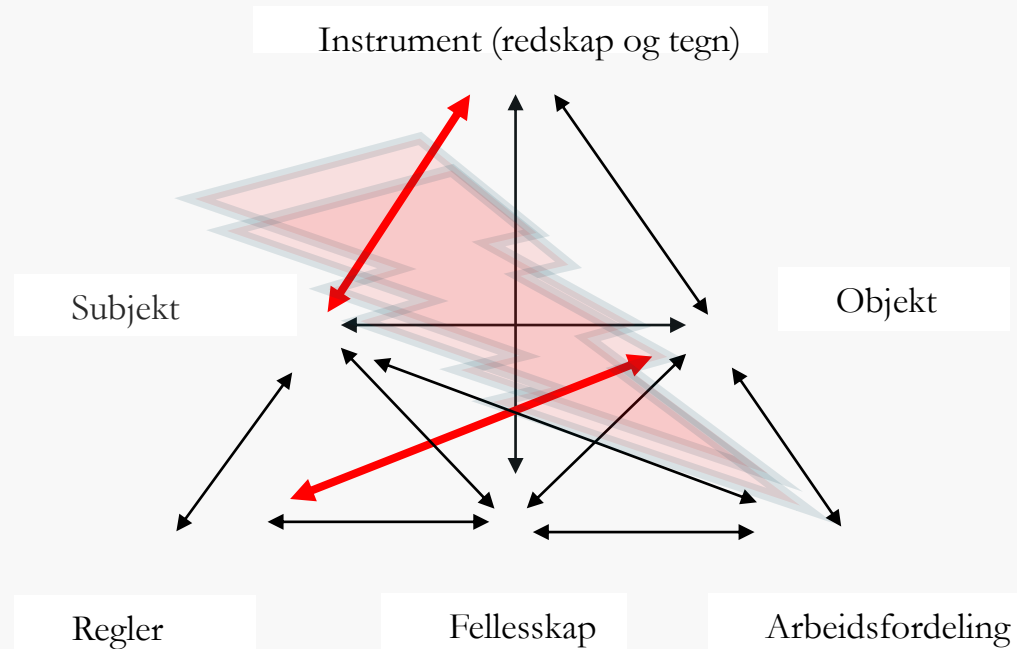 Instrument (redskap og tegn)
Subjekt
Objekt
Regler
Fellesskap
Arbeidsfordeling